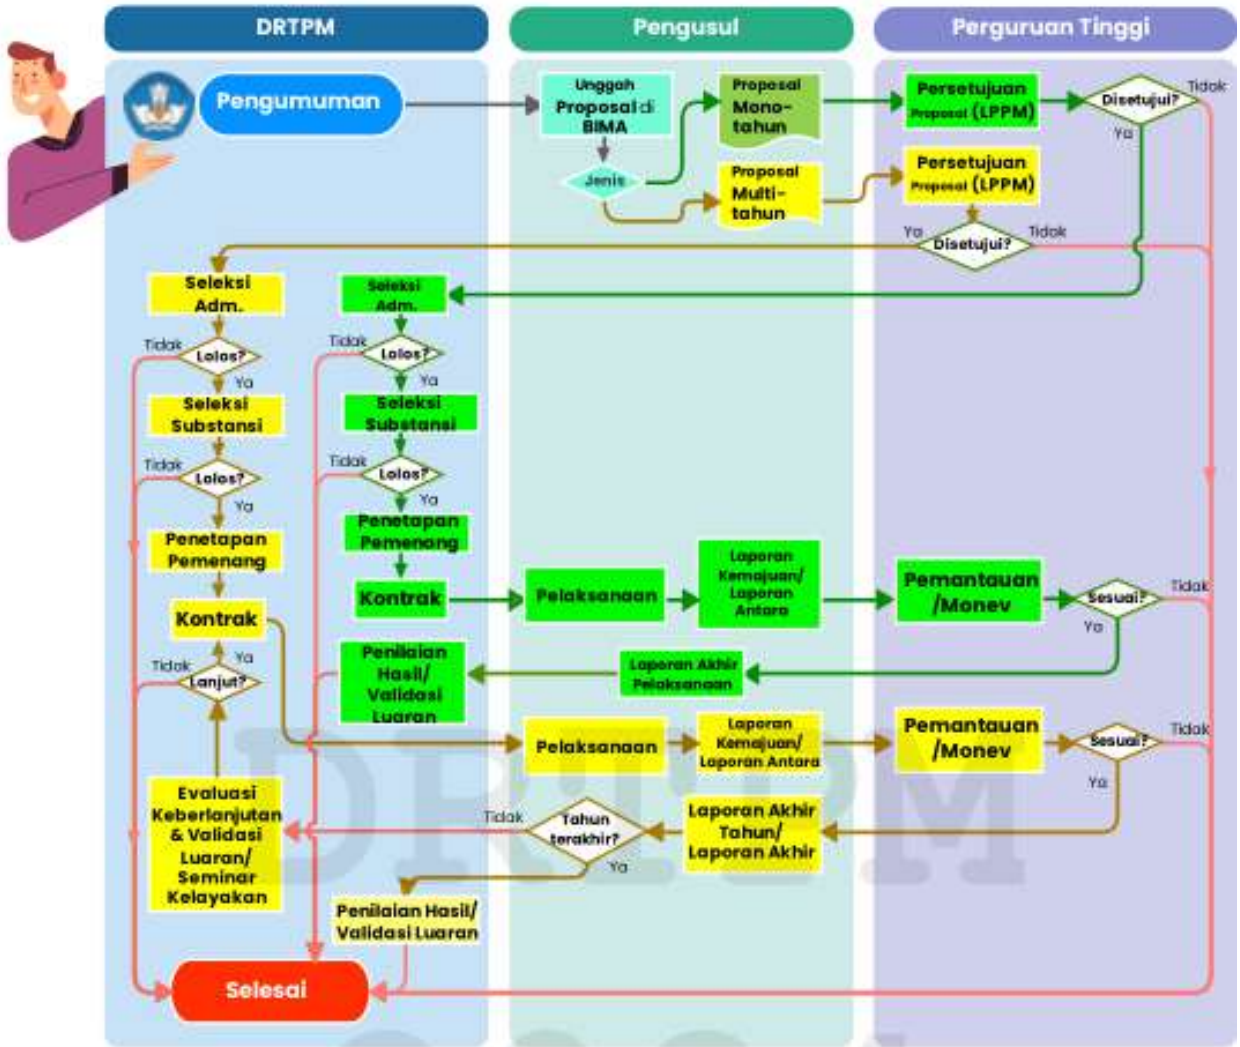 DRTPM
Pengusul
Perguruan Tinggi
Pengumuman
Unggah
Proposal di
BIMA
Jenis
Proposal
Mono-
tahun
Proposal
Multi-
tahun
Persetujuan
Proposal (LPPM)
Disetujui?
Tidak
Ya
Persetujuan
Proposal (LPPM)
Ya
Disetujui?
Tidak
Seleksi
Adm.
Tidak
Lolos?
Ya
Seleksi
Substansi
Tidak
Lolos?
Ya
Penetapan
Pemenang
Kontrak
Tidak
Ya
Lanjut?
Evaluasi
Keberlanjutan
& Validasi
Luaran/
Seminar
Kelayakan
Seleksi
Adm.
Tidak
Lolos?
Ya
Seleksi
Substansi
Tidak
Lolos?
Ya
Penetapan
Pemenang
Kontrak
Pelaksanaan
Laporan
Kemajuan/
Laporan
Antara
Pemantauan
/Monev
Sesuai?
Tidak
Ya
Laporan Akhir
Pelaksanaan
Penilaian
Hasil/
Validasi
Luaran
Pelaksanaan
Laporan
Kemajuan/
Laporan Antara
Pemantauan
/Monev
Sesuai?
Tidak
Ya
Laporan Akhir
Tahun/
Laporan Akhir
Tahun
terakhir?
Tidak
Ya
Penilaian Hasil/
Validasi Luaran
Selesai
DRTPM